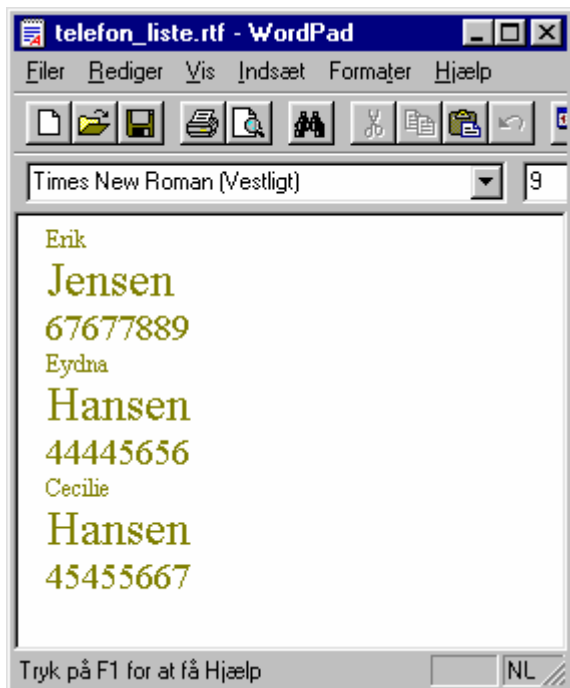 telefon_liste.rtf - WordPad
Filer Rediger Vis Indsæt Formater Hjælp
Times New Roman (Vestligt) 9
Erik
Jensen
67677889
Eydna
Hansen
44445656
Cecilie
Hansen
45455667
Tryk på F1 for at få Hjælp NL